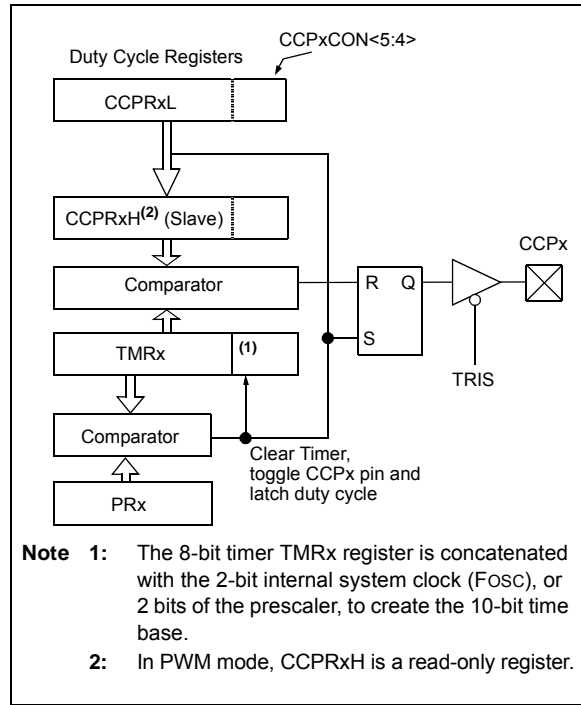 CCPxCON<5:4>
Duty Cycle Registers
CCPRxL
CCPRxH(2) (Slave)
CCPx
Comparator
R Q
TMRx
(1)
S
TRIS
Comparator
Clear Timer,
toggle CCPx pin and
latch duty cycle
PRx
Note 1: The 8-bit timer TMRx register is concatenated
with the 2-bit internal system clock (FOSC), or
2 bits of the prescaler, to create the 10-bit time
base.
2: In PWM mode, CCPRxH is a read-only register.